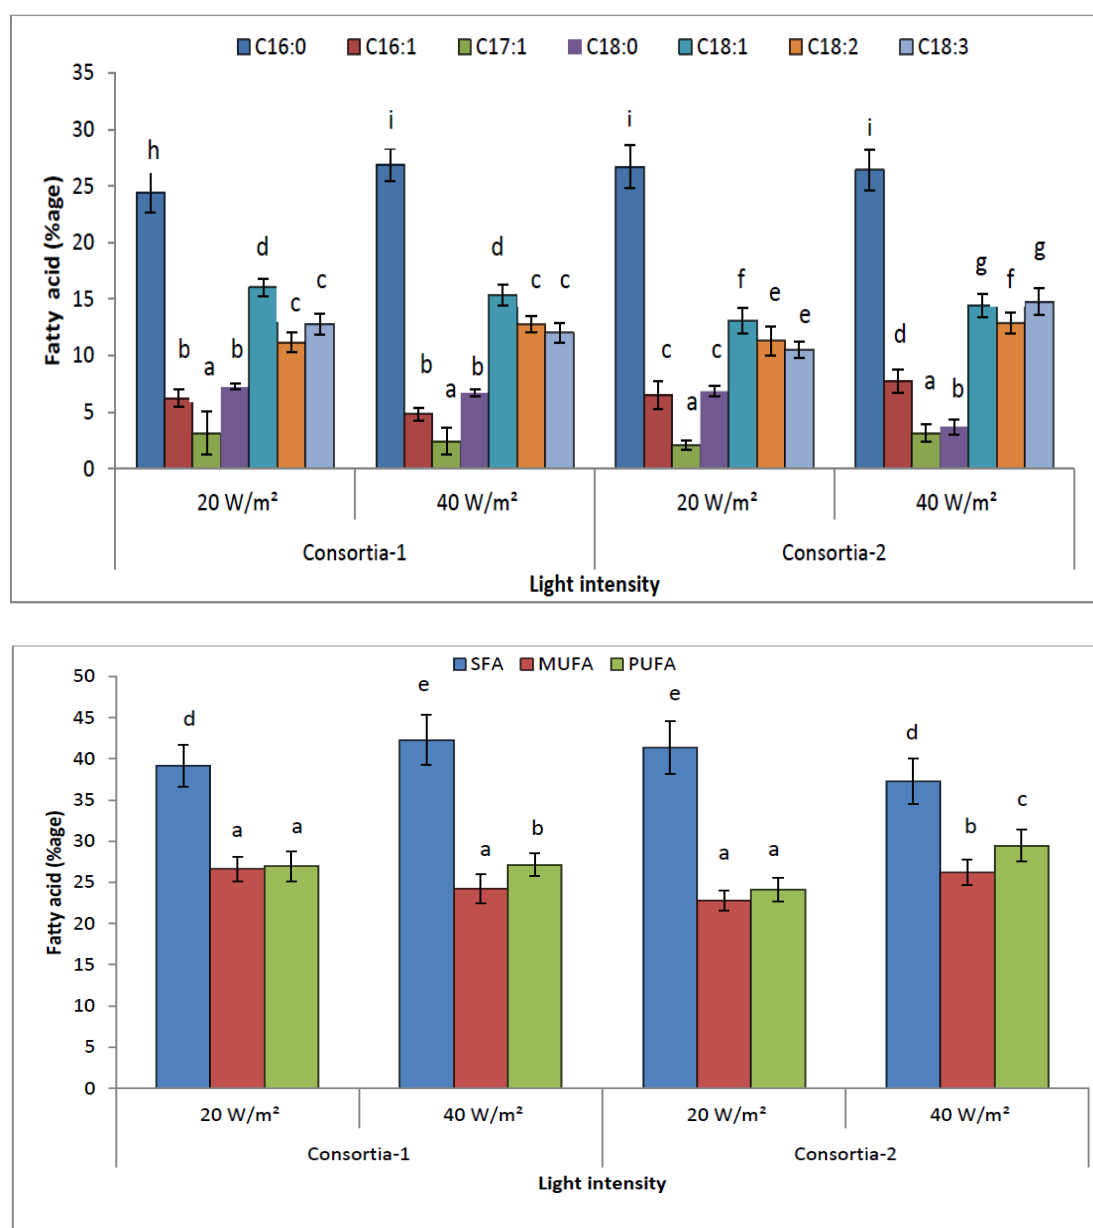 C16:0 C16:1 C17:1 C18:0 C18:1 C18:2 C18:3
Fatty acid (%age)
35
30
25
20
15
10
5
0
h b a b d c c
i b a b d c c
i c a c f e e
i d a b g f g
20 W/m² 40 W/m² 20 W/m² 40 W/m²
Consortia-1 Consortia-2
Light intensity
SFA MUFA PUFA
Fatty acid (%age)
50
45
40
35
30
25
20
15
10
5
0
d a a
e a b
e a a
d b c
20 W/m² 40 W/m² 20 W/m² 40 W/m²
Consortia-1 Consortia-2
Light intensity